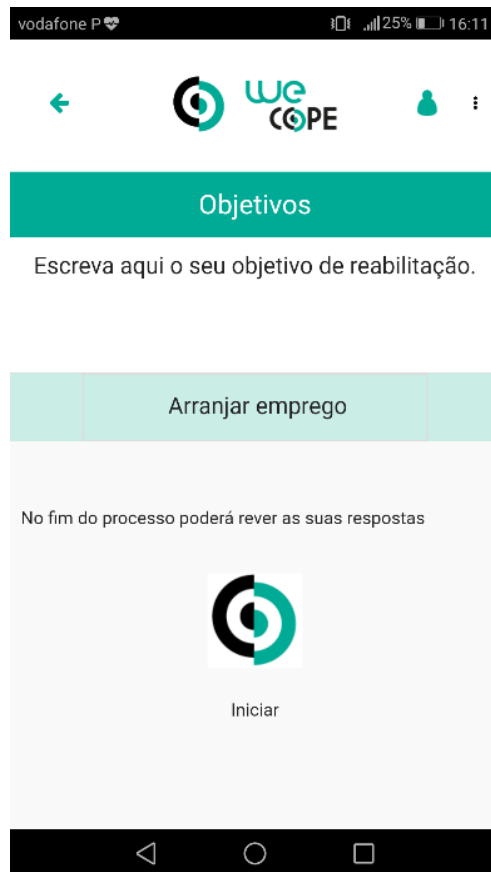 vodafone P 25% 16:11
we
COPE
Objetivos
Escreva aqui o seu objetivo de reabilitação.
Arranjar emprego
No fim do processo poderá rever as suas respostas
Iniciar